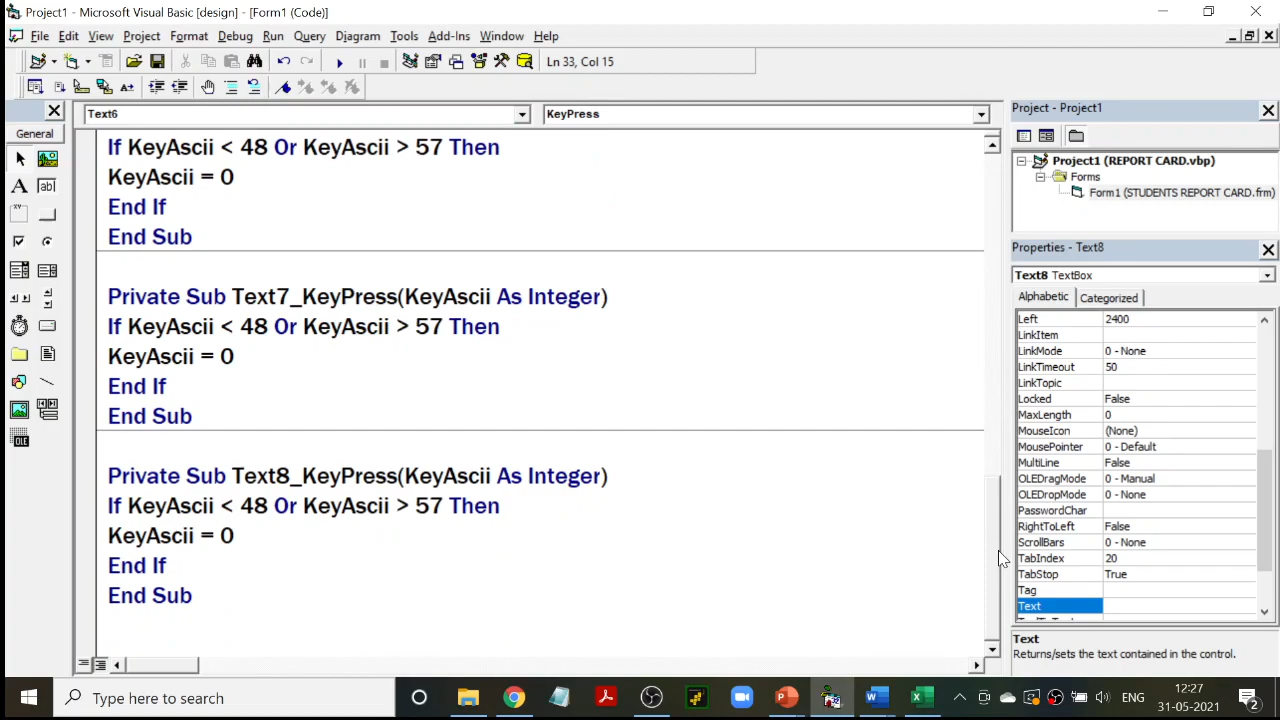 Project1 - Microsoft Visual Basic [design] - [Form1 (Code)]
File Edit View Project Format Debug Run Query Diagram Tools Add-Ins Window Help
Ln 33, Col 15
General
Text6
KeyPress
If KeyAscii < 48 Or KeyAscii > 57 Then
KeyAscii = 0
End If
End Sub
Private Sub Text7_KeyPress(KeyAscii As Integer)
If KeyAscii < 48 Or KeyAscii > 57 Then
KeyAscii = 0
End If
End Sub
Private Sub Text8_KeyPress(KeyAscii As Integer)
If KeyAscii < 48 Or KeyAscii > 57 Then
KeyAscii = 0
End If
End Sub
Project - Project1
Project1 (REPORT CARD.vbp)
Forms
Form1 (STUDENTS REPORT CARD.frm)
Properties - Text8
Text8 TextBox
Alphabetic Categorized
Left 2400
LinkItem
LinkMode 0 - None
LinkTimeout 50
LinkTopic
Locked False
MaxLength 0
MouseIcon (None)
MousePointer 0 - Default
MultiLine False
OLEDragMode 0 - Manual
OLEDropMode 0 - None
PasswordChar
RightToLeft False
ScrollBars 0 - None
TabIndex 20
TabStop True
Tag
Text
Text
Returns/sets the text contained in the control.
Type here to search
ENG
12:27
31-05-2021
2